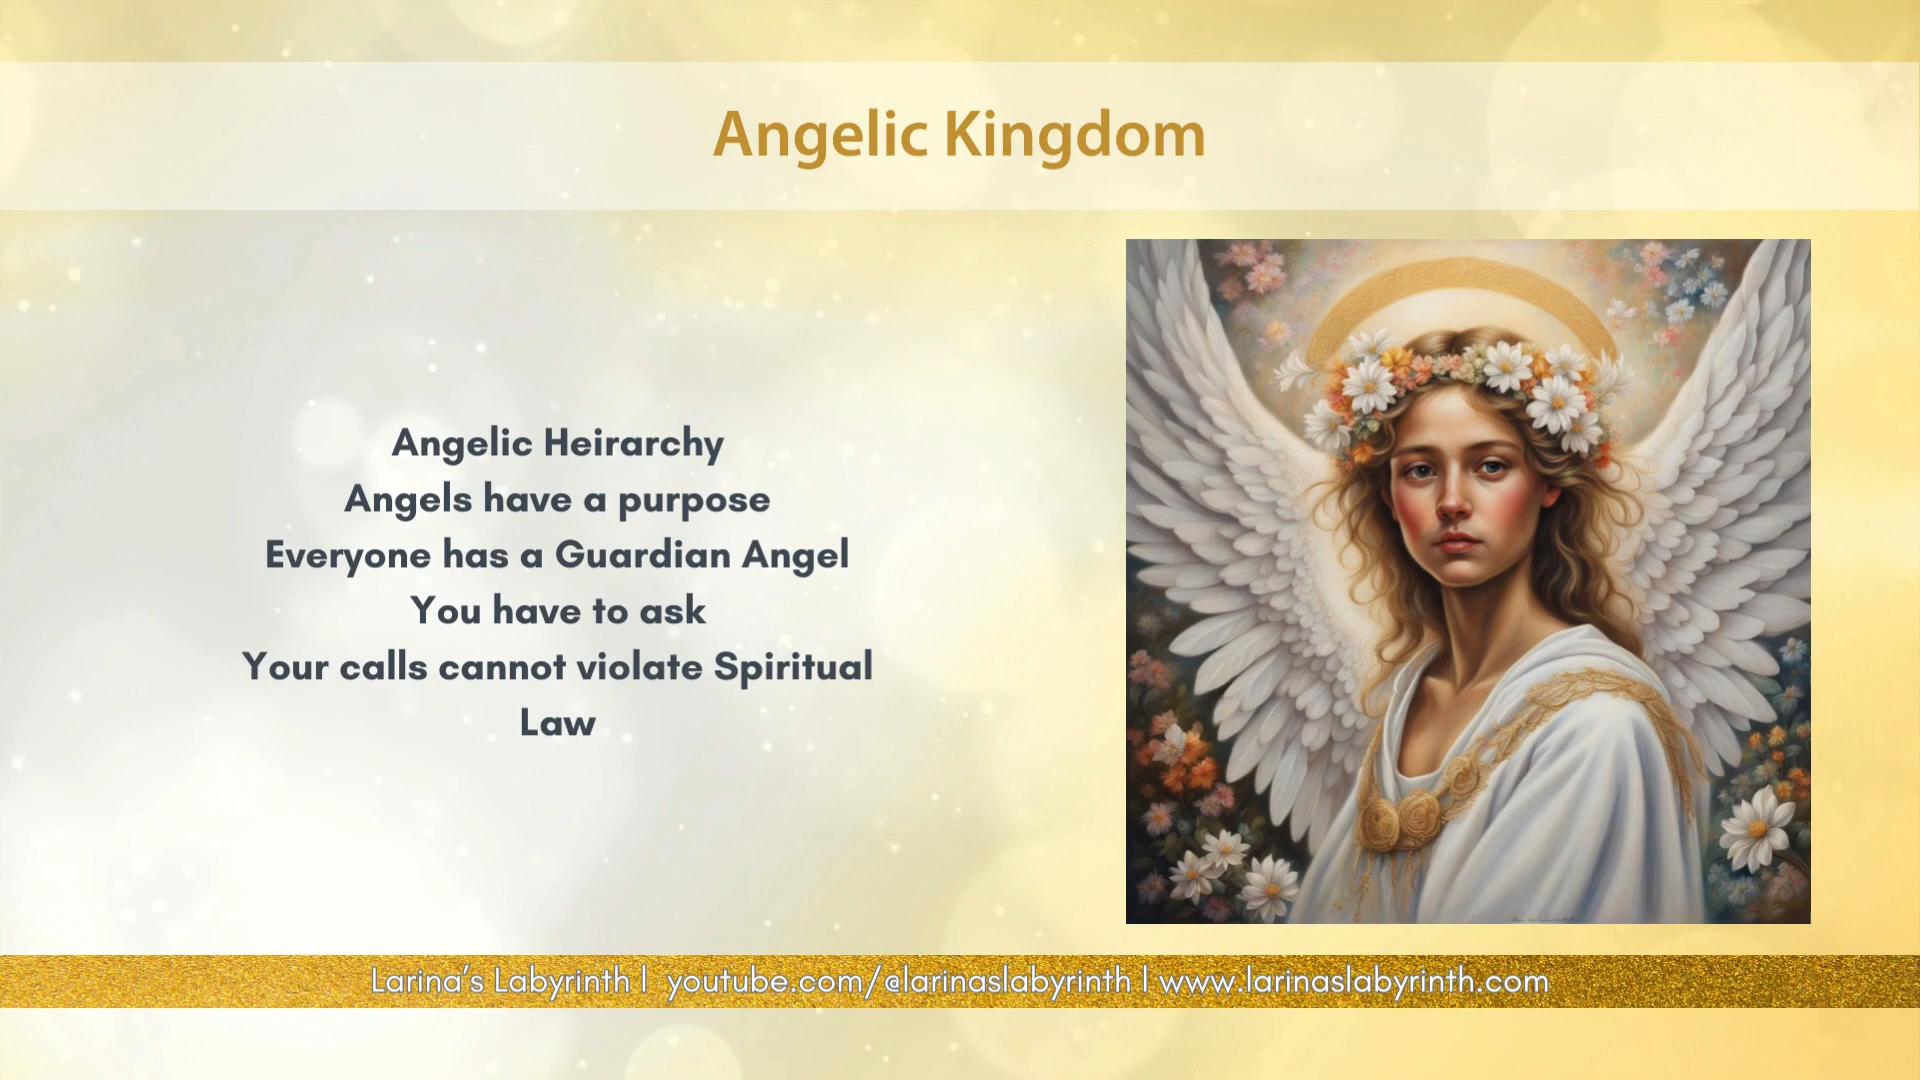 Angelic Kingdom
Angelic Heirarchy
Angels have a purpose
Everyone has a Guardian Angel
You have to ask
Your calls cannot violate Spiritual
Law
Larina's Labyrinth | youtube.com/@larinaslabyrinth | www.larinaslabyrinth.com